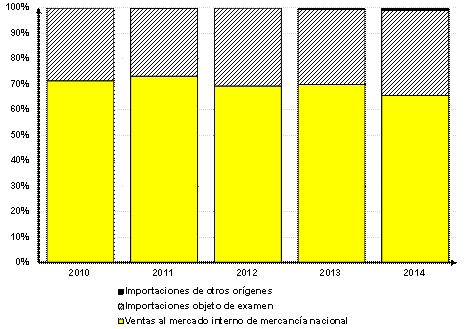 100%
90%
80%
70%
60%
50%
40%
30%
20%
10%
0%
2010 2011 2012 2013 2014
Importaciones de otros orígenes
Importaciones objeto de examen
Ventas al mercado interno de mercancía nacional